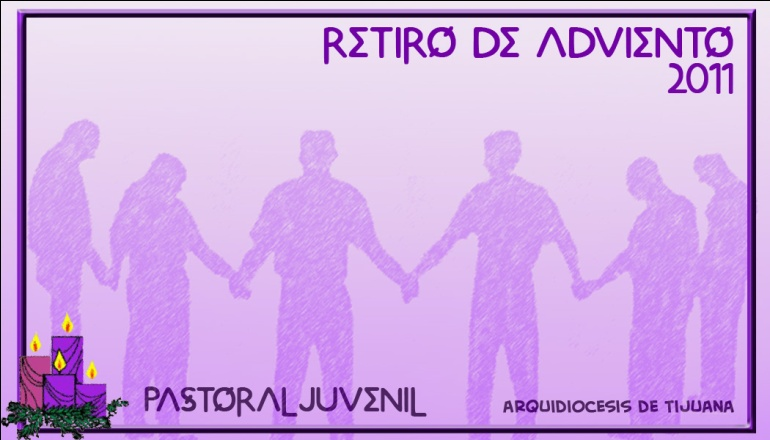 RETIRO DE ADVIENTO
2011
PASTORAL JUVENIL
ARQUIDIOCESIS DE TIJUANA